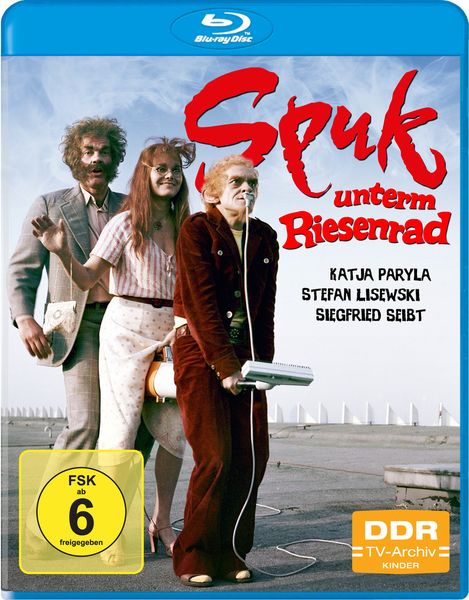 Blu-ray Disc™
Spuk
unterm
Riesenrad
KATJA PARYLA
STEFAN LISEWSKI
SIEGFRIED SEIBT
FSK
ab
6
freigegeben
DDR
TV-Archiv
KINDER